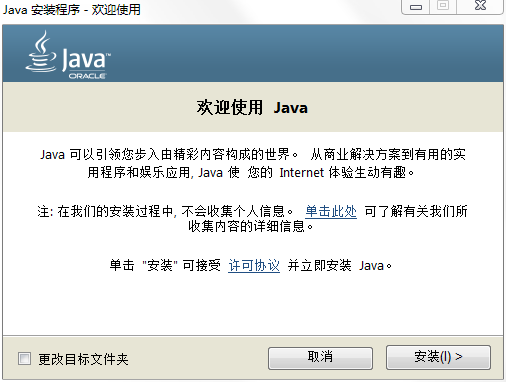 Java 安装程序 - 欢迎使用
Java™
ORACLE
欢迎使用 Java
Java 可以引领您步入由精彩内容构成的世界。 从商业解决方案到有用的实
用程序和娱乐应用, Java 使 您的 Internet 体验生动有趣。
注: 在我们的安装过程中, 不会收集个人信息。 单击此处 可了解有关我们所
收集内容的详细信息。
单击 "安装" 可接受 许可协议 并立即安装 Java。
更改目标文件夹
取消
安装(I) >